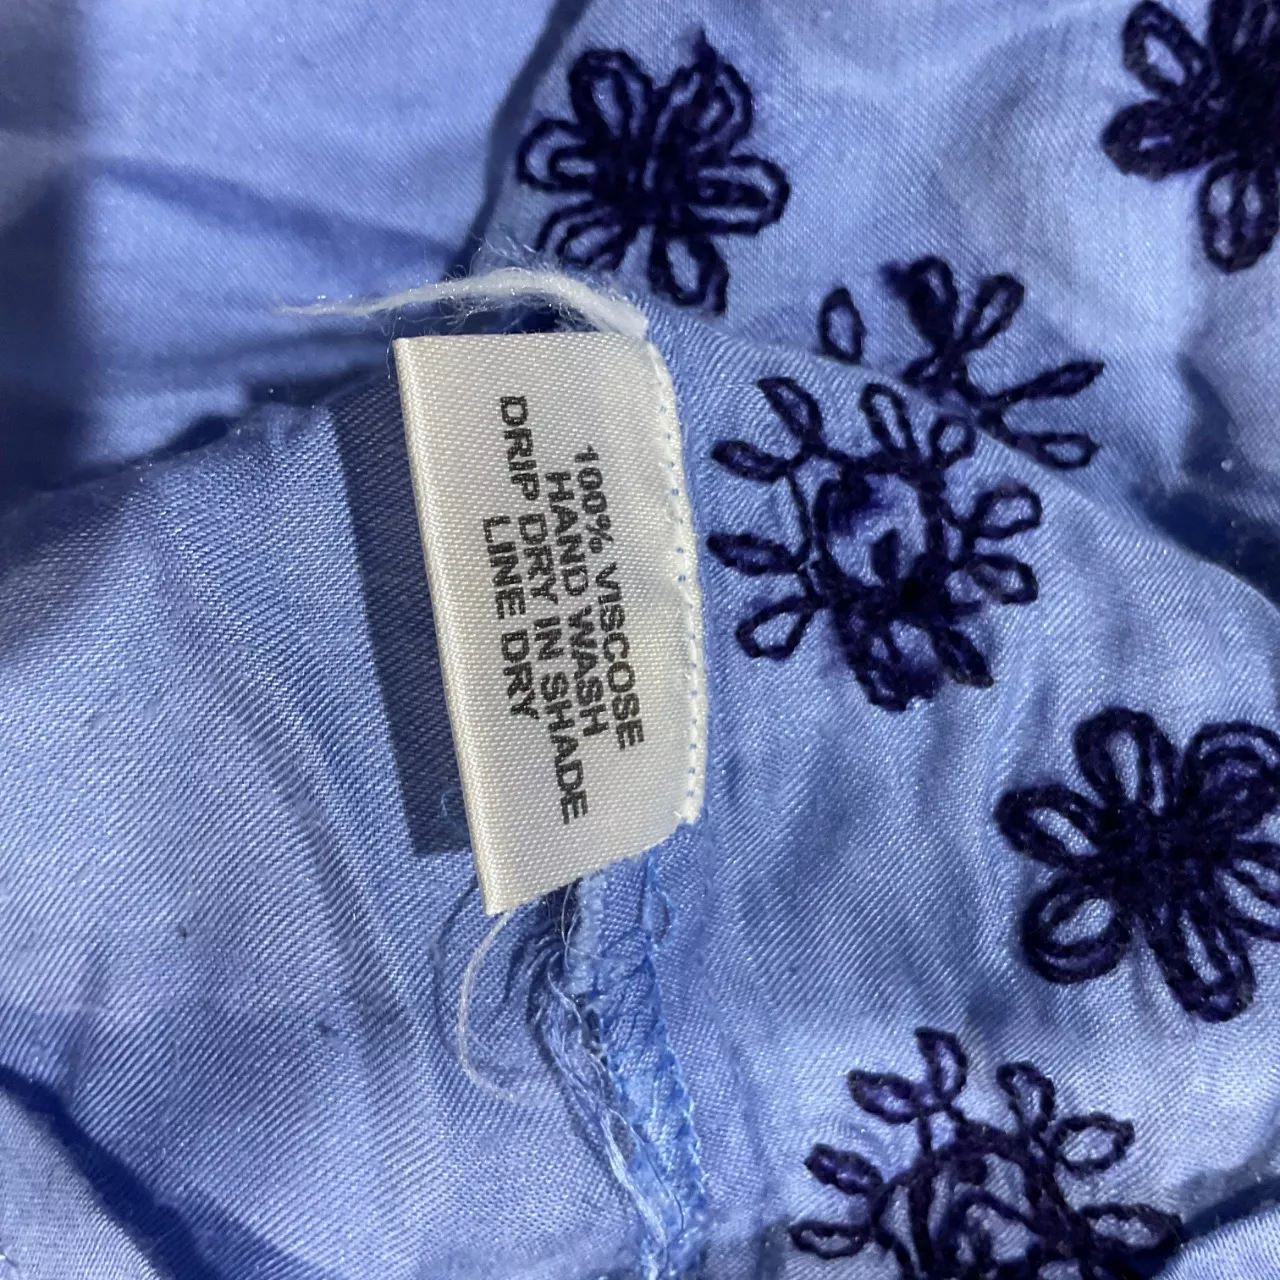 100% VISCOSE
HAND WASH
DRIP DRY IN SHADE
LINE DRY